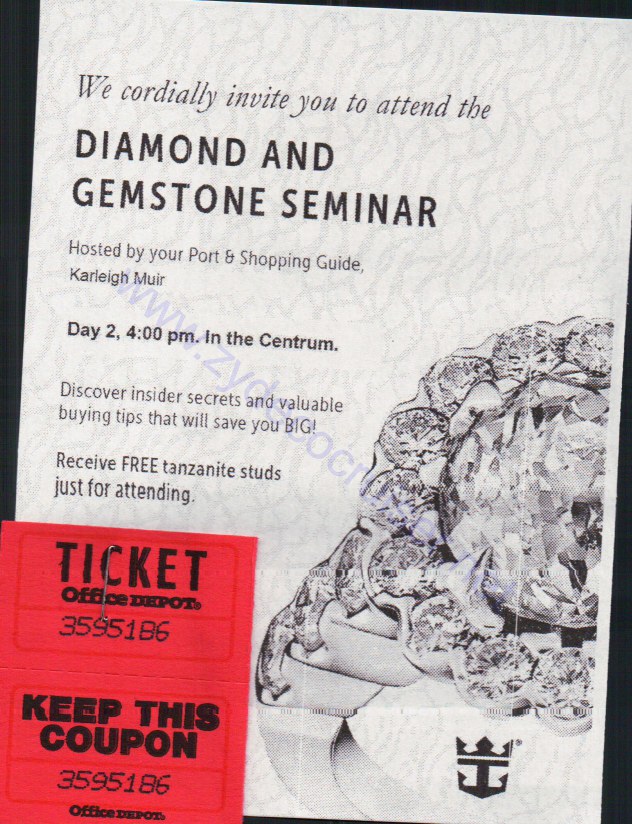 We cordially invite you to attend the
DIAMOND AND
GEMSTONE SEMINAR
Hosted by your Port & Shopping Guide,
Karleigh Muir
Day 2, 4:00 pm. In the Centrum.
Discover insider secrets and valuable
buying tips that will save you BIG!
Receive FREE tanzanite studs
just for attending.
TICKET
Office DEPOT®
3595186
KEEP THIS
COUPON
3595186
Office DEPOT®
®